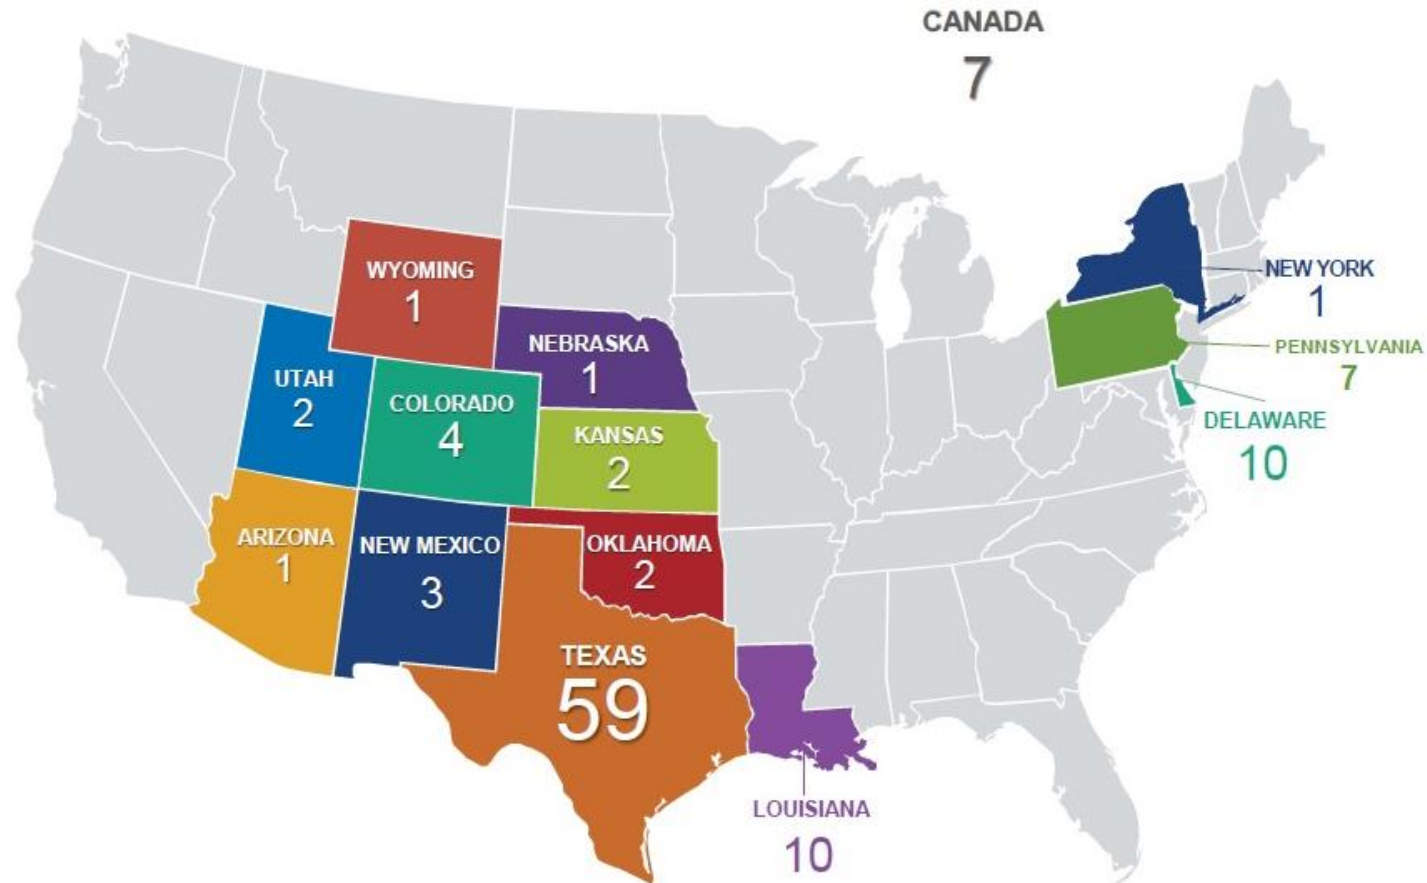 CANADA
7
WYOMING
1
NEW YORK
1
NEBRASKA
1
PENNSYLVANIA
7
UTAH
2
COLORADO
4
DELAWARE
10
KANSAS
2
ARIZONA
1
NEW MEXICO
3
OKLAHOMA
2
TEXAS
59
LOUISIANA
10